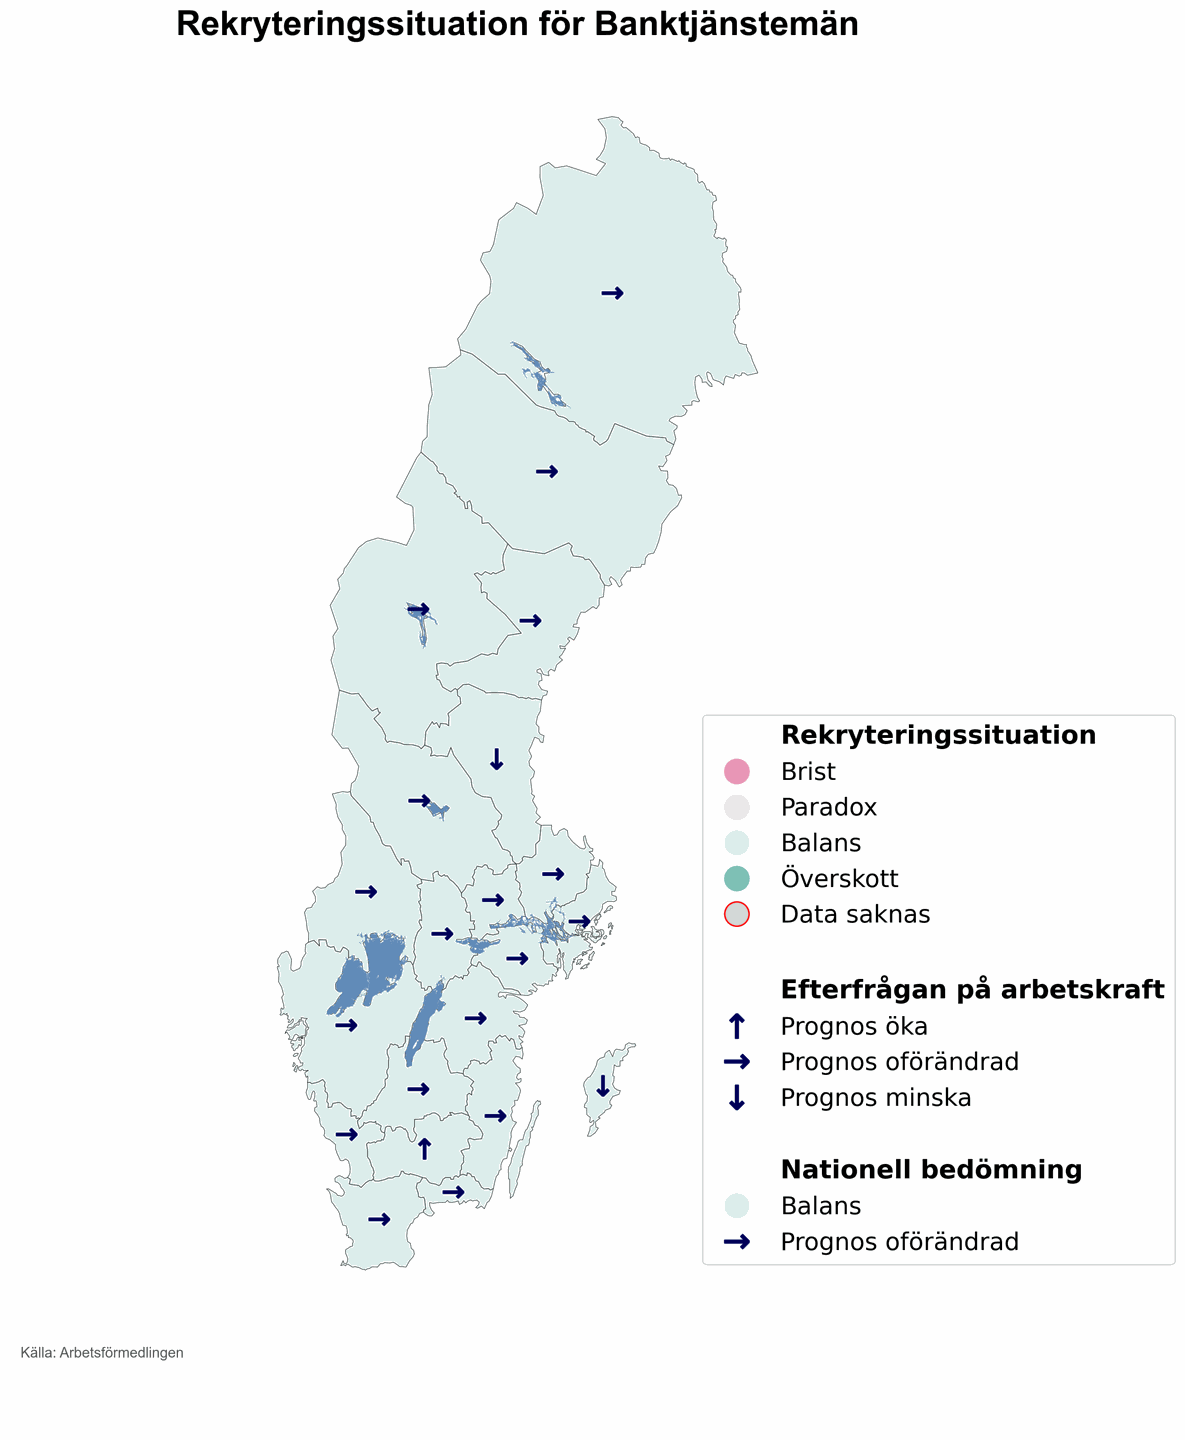 Rekryteringssituation för Banktjänstemän
Rekryteringssituation
Brist
Paradox
Balans
Överskott
Data saknas
Efterfrågan på arbetskraft
Prognos öka
Prognos oförändrad
Prognos minska
Nationell bedömning
Balans
Prognos oförändrad
Källa: Arbetsförmedlingen